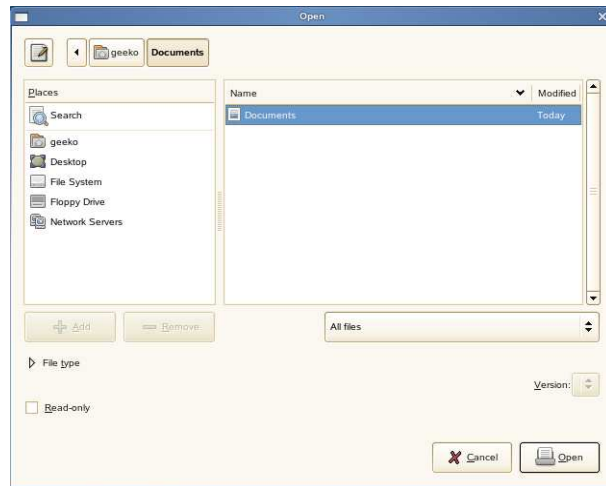 Open
geeko Documents
Places
Search
geeko
Desktop
File System
Floppy Drive
Network Servers
Name Modified
Documents Today
Add Remove
All files
File type
Version:
Read-only
Cancel Open